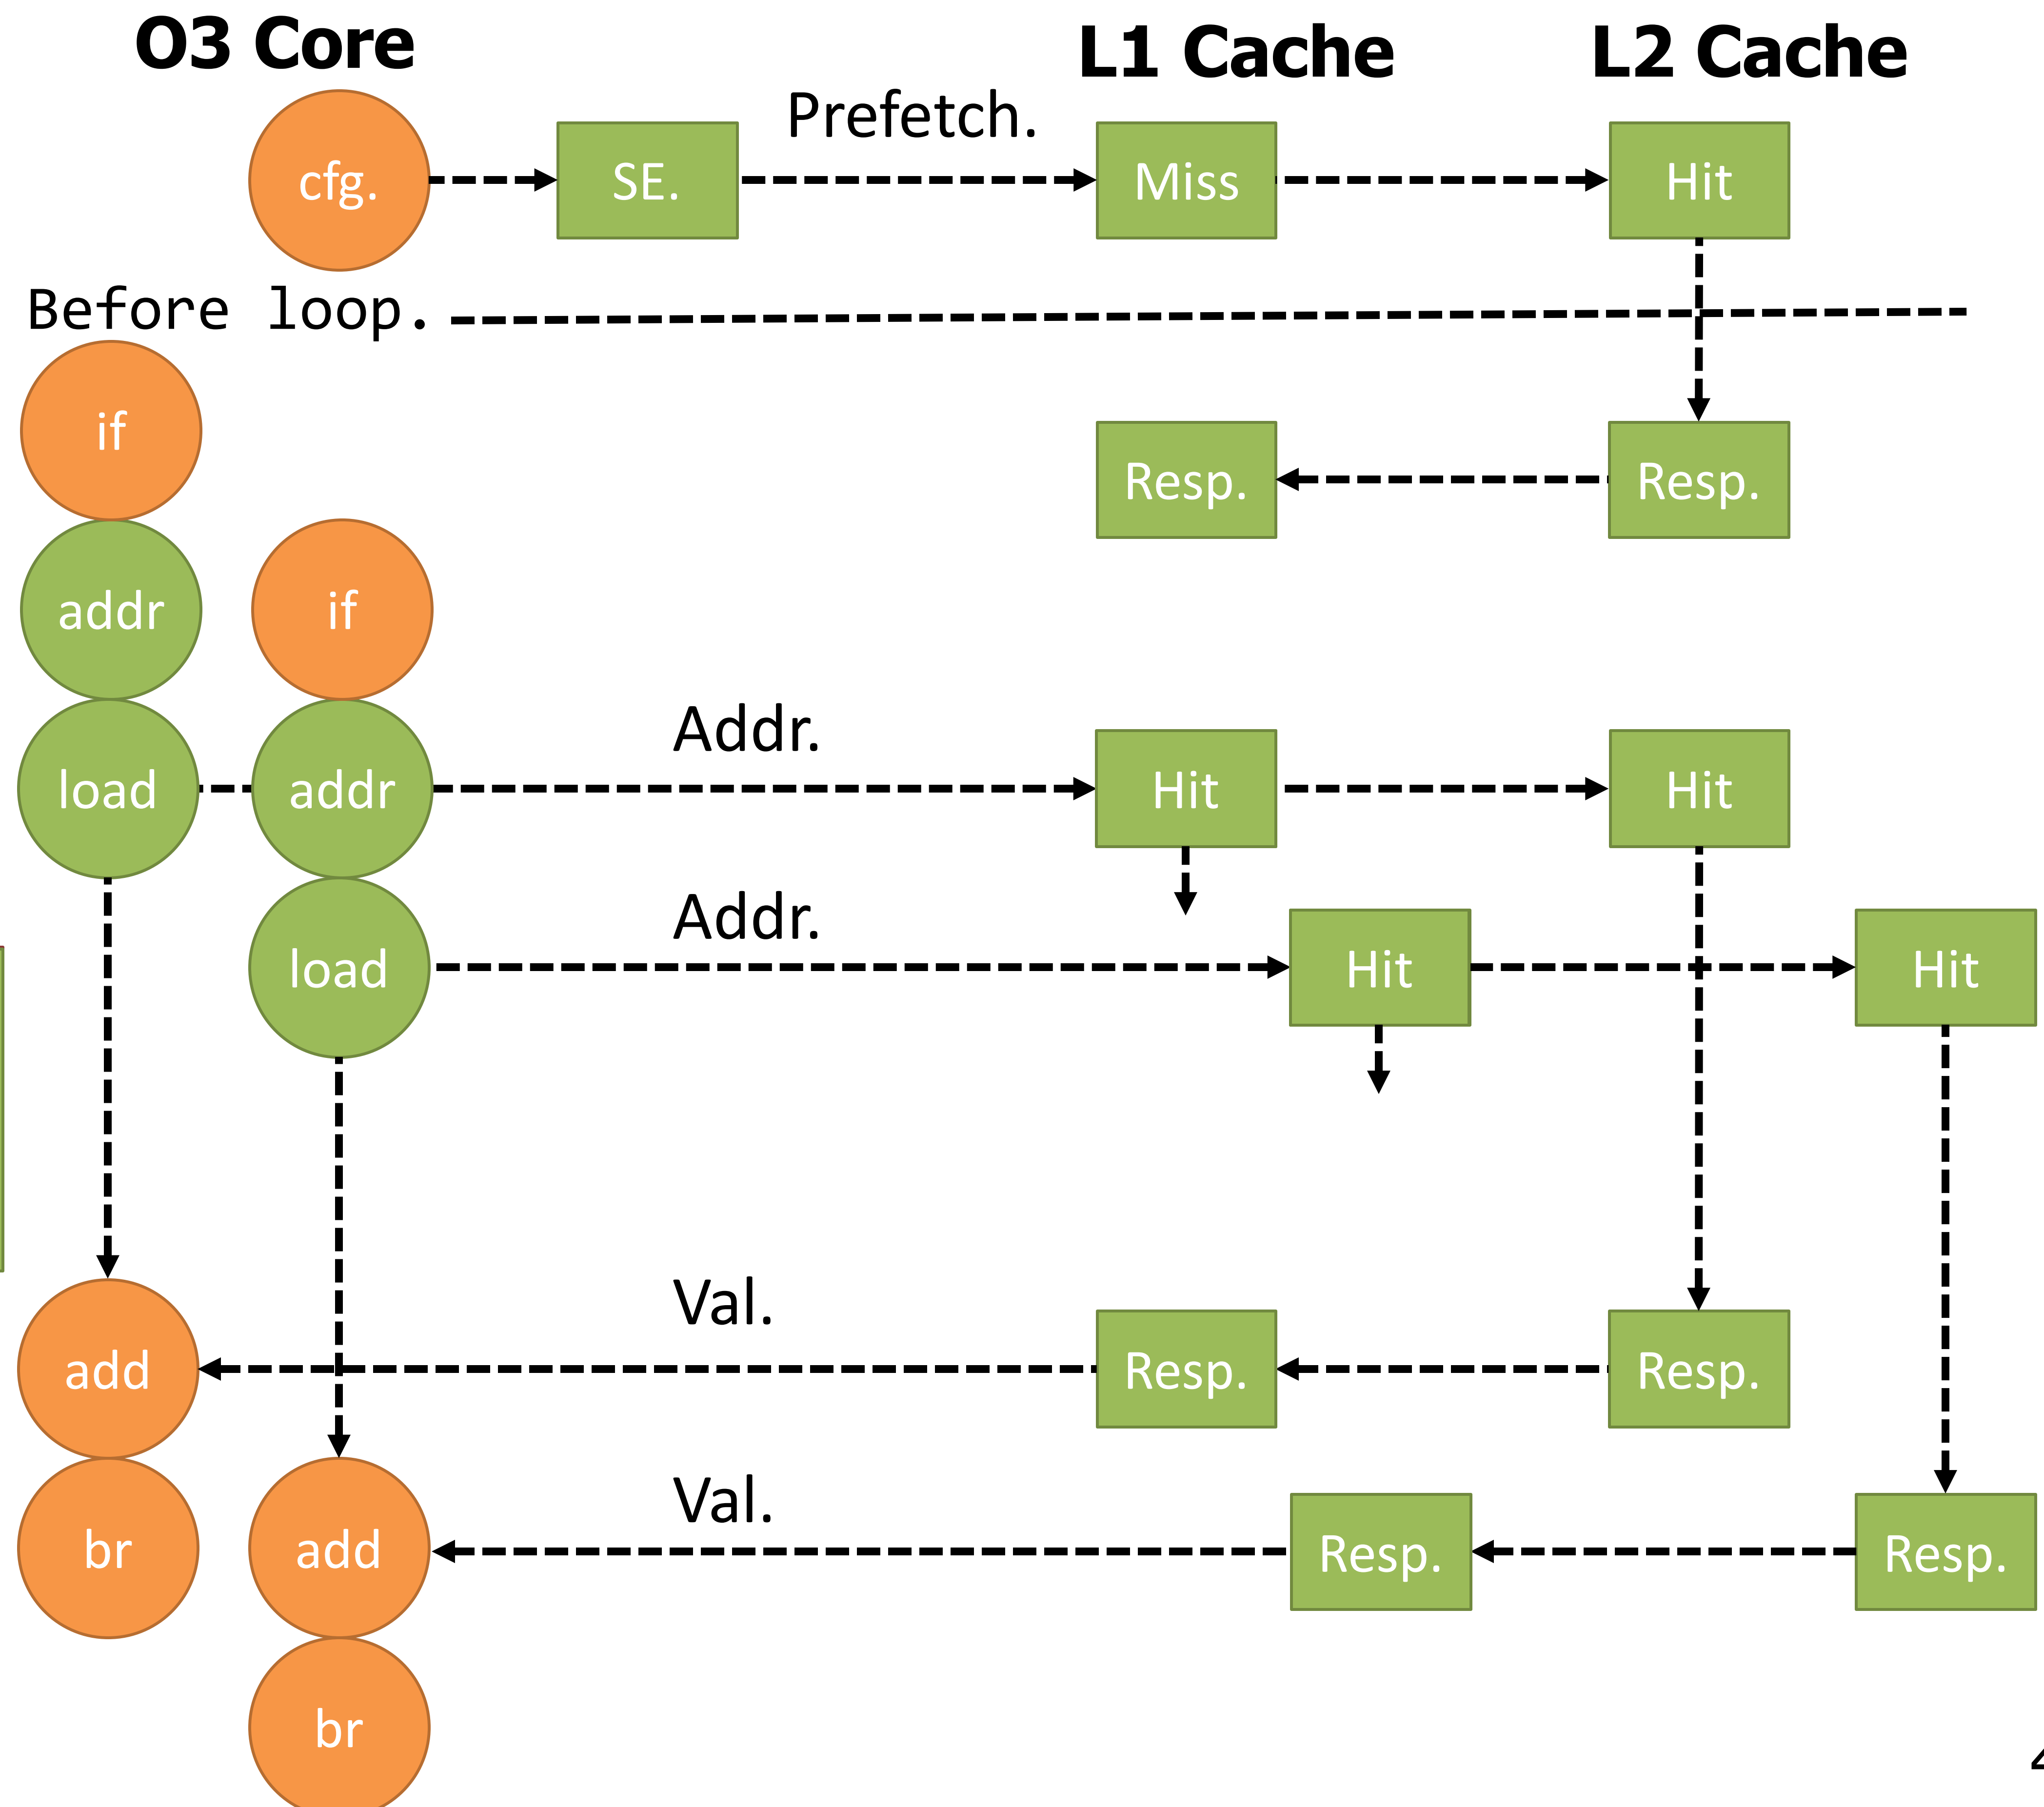 O3 Core
L1 Cache
L2 Cache
Prefetch.
cfg.
SE.
Miss
Hit
Before loop.
if
Resp.
Resp.
addr
if
Addr.
load
addr
Hit
Hit
Addr.
load
Hit
Hit
Val.
add
Resp.
Resp.
Val.
br
add
Resp.
Resp.
br